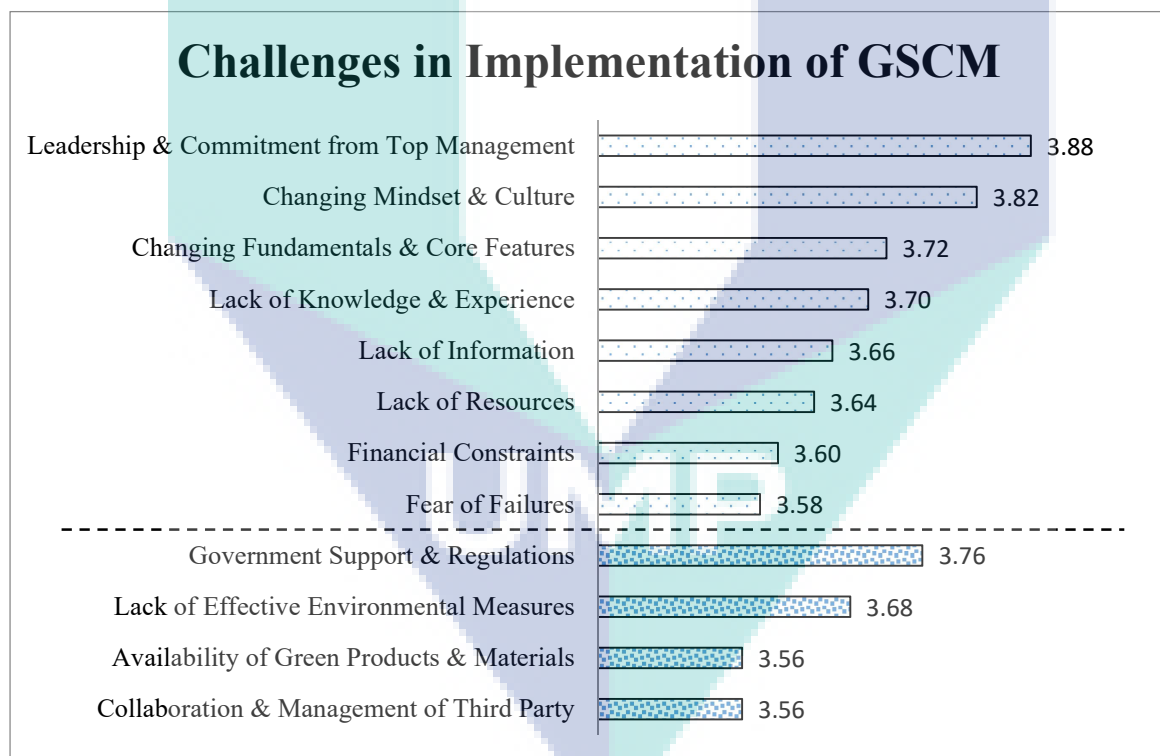 Challenges in Implementation of GSCM
Leadership & Commitment from Top Management 3.88
Changing Mindset & Culture 3.82
Changing Fundamentals & Core Features 3.72
Lack of Knowledge & Experience 3.70
Lack of Information 3.66
Lack of Resources 3.64
Financial Constraints 3.60
Fear of Failures 3.58
UMP
Government Support & Regulations 3.76
Lack of Effective Environmental Measures 3.68
Availability of Green Products & Materials 3.56
Collaboration & Management of Third Party 3.56